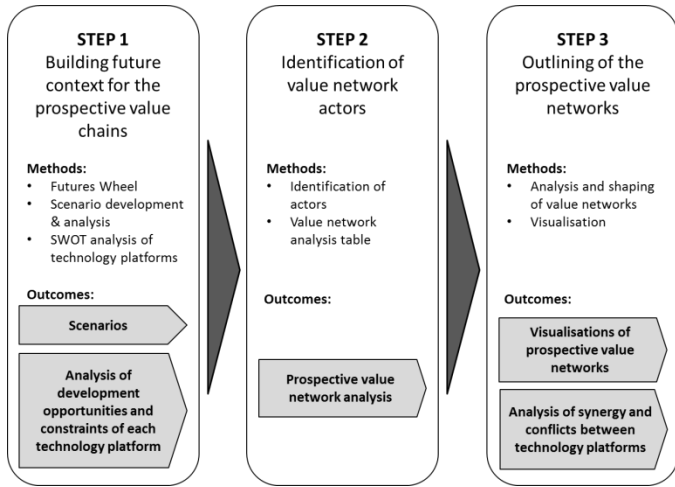 STEP 1
Building future
context for the
prospective value
chains
Methods:
• Futures Wheel
• Scenario development
& analysis
• SWOT analysis of
technology platforms
Outcomes:
Scenarios
Analysis of
development
opportunities and
constraints of each
technology platform
STEP 2
Identification of
value network
actors
Methods:
• Identification of
actors
• Value network
analysis table
Outcomes:
Prospective value
network analysis
STEP 3
Outlining of the
prospective value
networks
Methods:
• Analysis and shaping
of value networks
• Visualisation
Outcomes:
Visualisations of
prospective value
networks
Analysis of synergy and
conflicts between
technology platforms